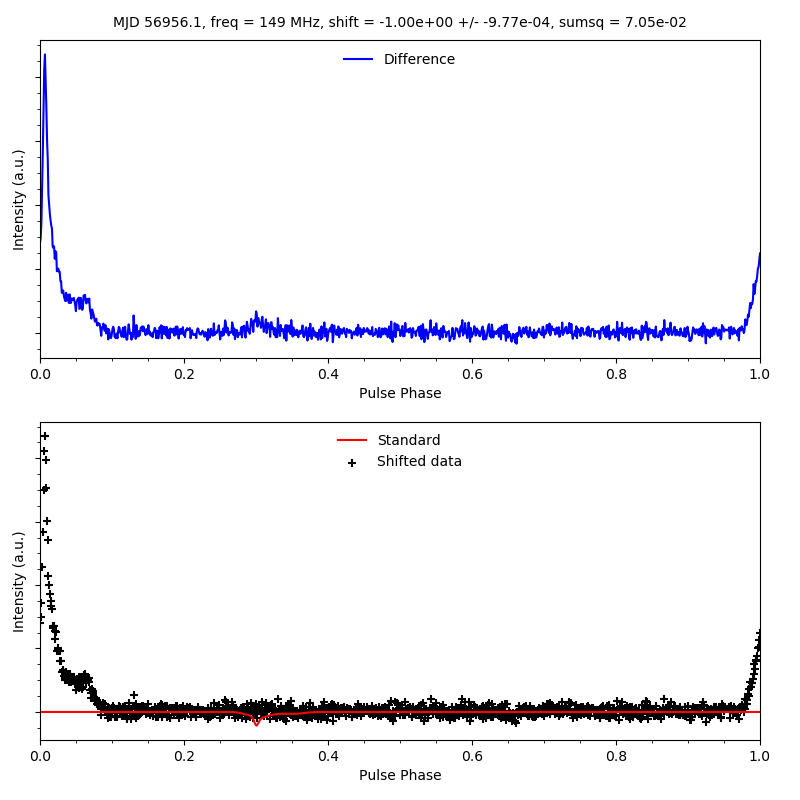 MJD 56956.1, freq = 149 MHz, shift = -1.00e+00 +/- -9.77e-04, sumsq = 7.05e-02
Difference
Intensity (a.u.)
0.0 0.2 0.4 0.6 0.8 1.0
Pulse Phase
Standard
Shifted data
Intensity (a.u.)
0.0 0.2 0.4 0.6 0.8 1.0
Pulse Phase